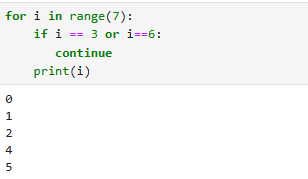 for i in range(7):
    if i == 3 or i==6:
       continue
    print(i)
0
1
2
4
5